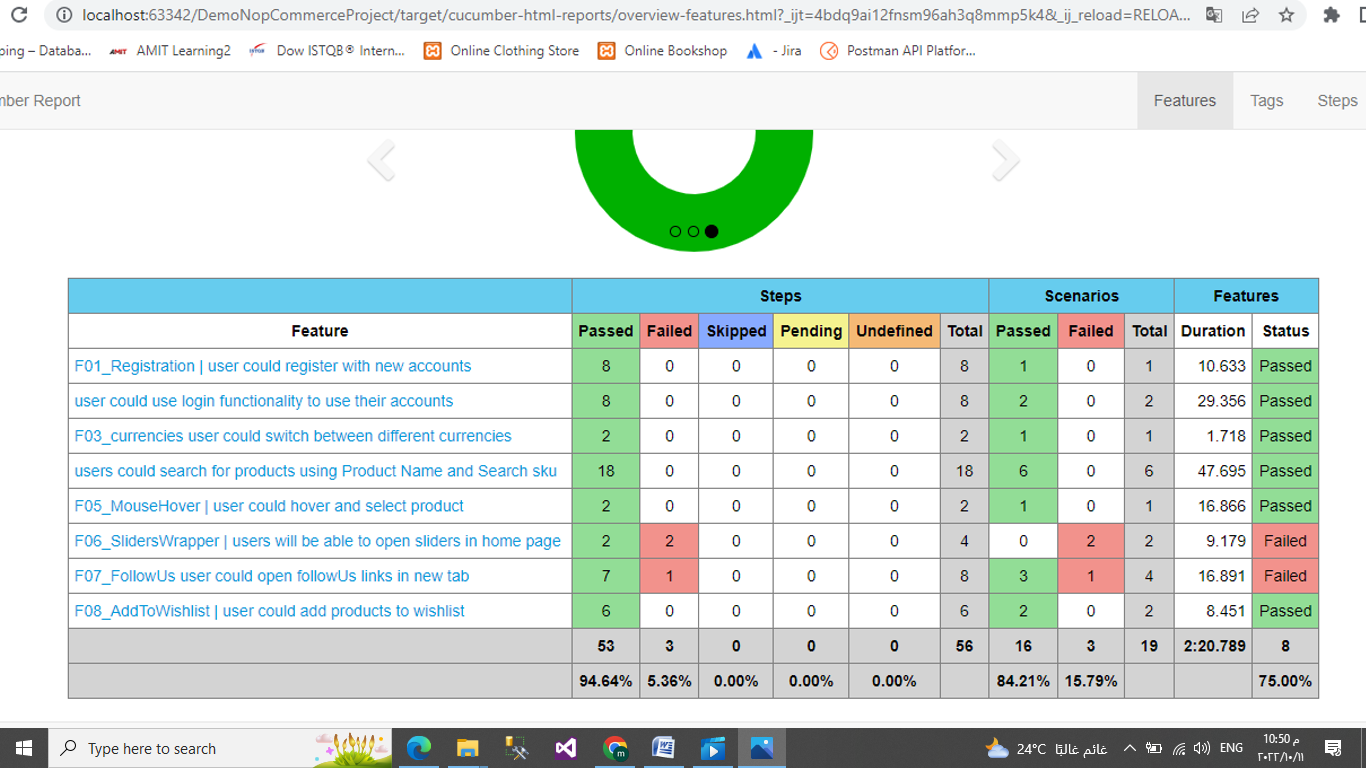 localhost:63342/DemoNopCommerceProject/target/cucumber-html-reports/overview-features.html?_ijt=4bdq9ai12fnsm96ah3q8mmp5k4&_ij_reload=RELOA...
ping – Databa... AMIT AMIT Learning2 Dow ISTQB® Intern... Online Clothing Store Online Bookshop - Jira Postman API Platfor...
mber Report Features Tags Steps
Steps Scenarios Features
Feature Passed Failed Skipped Pending Undefined Total Passed Failed Total Duration Status
F01_Registration | user could register with new accounts 8 0 0 0 0 8 1 0 1 10.633 Passed
user could use login functionality to use their accounts 8 0 0 0 0 8 2 0 2 29.356 Passed
F03_currencies user could switch between different currencies 2 0 0 0 0 2 1 0 1 1.718 Passed
users could search for products using Product Name and Search sku 18 0 0 0 0 18 6 0 6 47.695 Passed
F05_MouseHover | user could hover and select product 2 0 0 0 0 2 1 0 1 16.866 Passed
F06_SlidersWrapper | users will be able to open sliders in home page 2 2 0 0 0 4 0 2 2 9.179 Failed
F07_FollowUs user could open followUs links in new tab 7 1 0 0 0 8 3 1 4 16.891 Failed
F08_AddToWishlist | user could add products to wishlist 6 0 0 0 0 6 2 0 2 8.451 Passed
53 3 0 0 0 56 16 3 19 2:20.789 8
94.64% 5.36% 0.00% 0.00% 0.00% 84.21% 15.79% 75.00%
Type here to search 24°C غائم غالبًا ENG 10:50 م
٢٠٢٢/١٠/١١